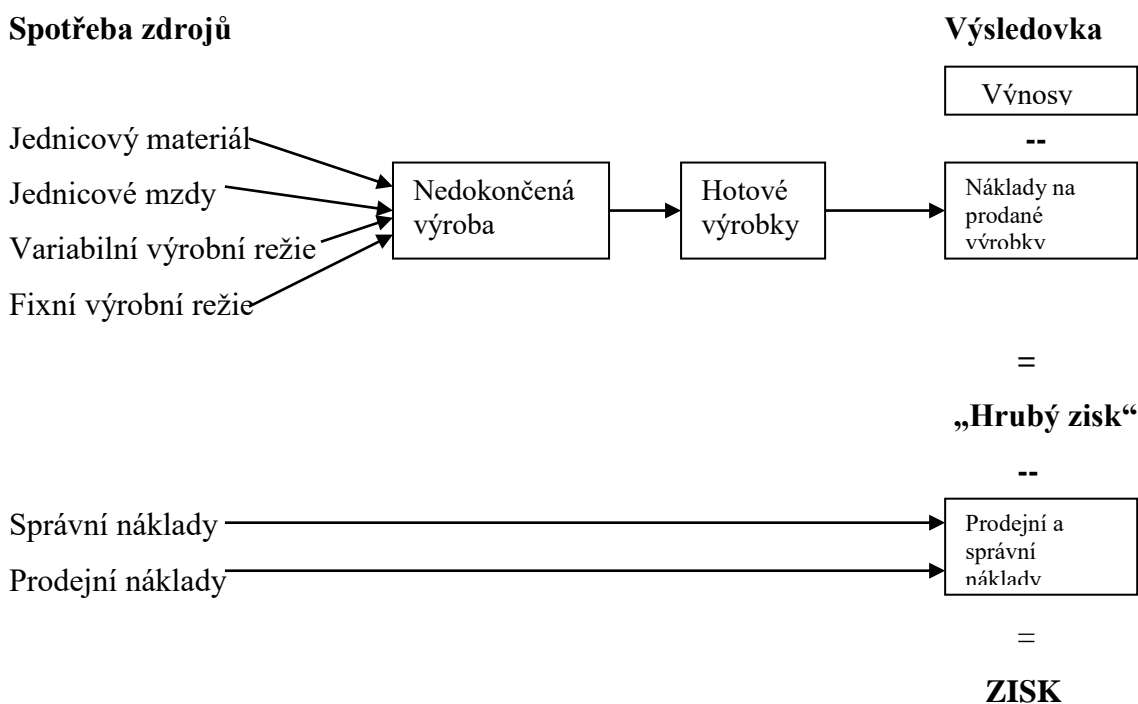 Spotřeba zdrojů
Výsledovka
Výnosy
--
Jednicový materiál
Jednicové mzdy
Variabilní výrobní režie
Fixní výrobní režie
Nedokončená
výroba
Hotové
výrobky
Náklady na
prodané
výrobky
=
„Hrubý zisk“
--
Správní náklady
Prodejní náklady
Prodejní a
správní
náklady
=
ZISK